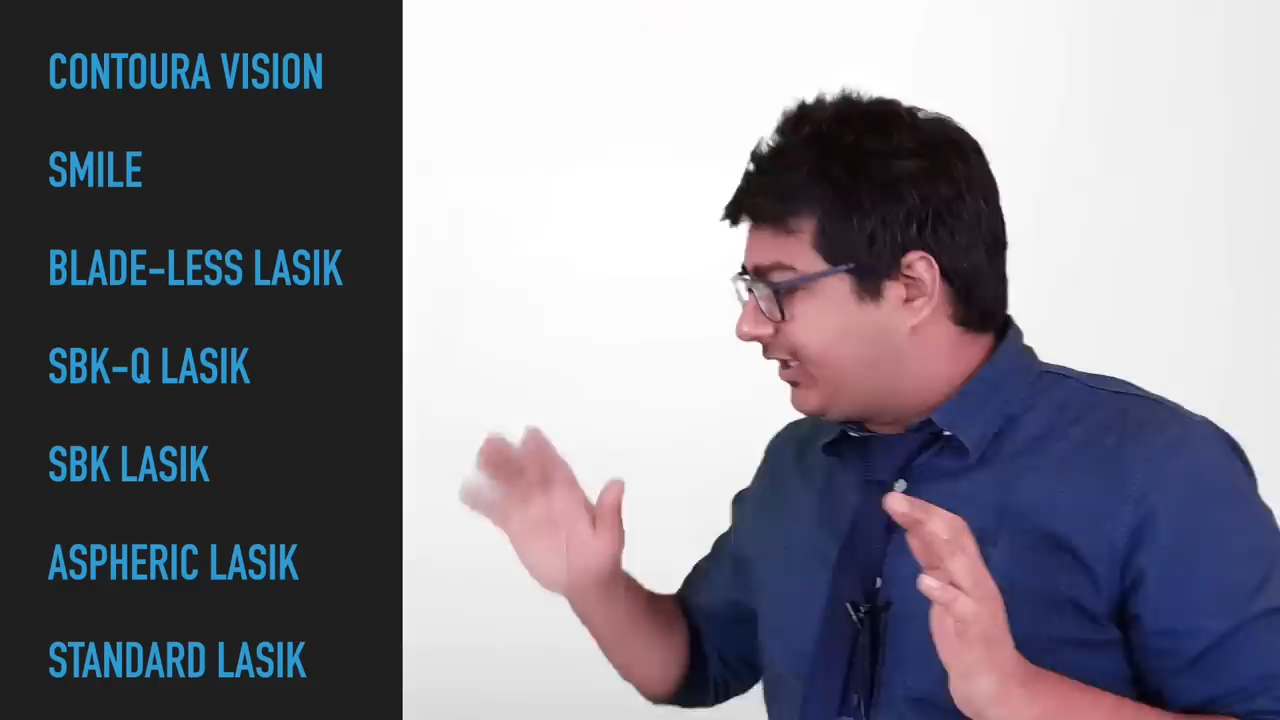 CONTOURA VISION
SMILE
BLADE-LESS LASIK
SBK-Q LASIK
SBK LASIK
ASPHERIC LASIK
STANDARD LASIK